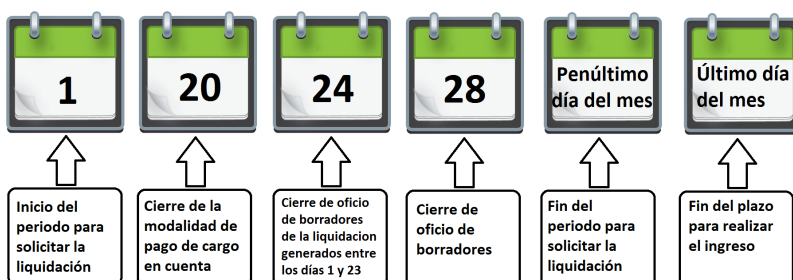 1
20
24
28
Penúltimo
día del mes
Último día
del mes
Inicio del
periodo para
solicitar la
liquidación
Cierre de la
modalidad de
pago de cargo
en cuenta
Cierre de oficio
de borradores
de la liquidacion
generados entre
los días 1 y 23
Cierre de
oficio de
borradores
Fin del
periodo para
solicitar la
liquidación
Fin del plazo
para realizar
el ingreso